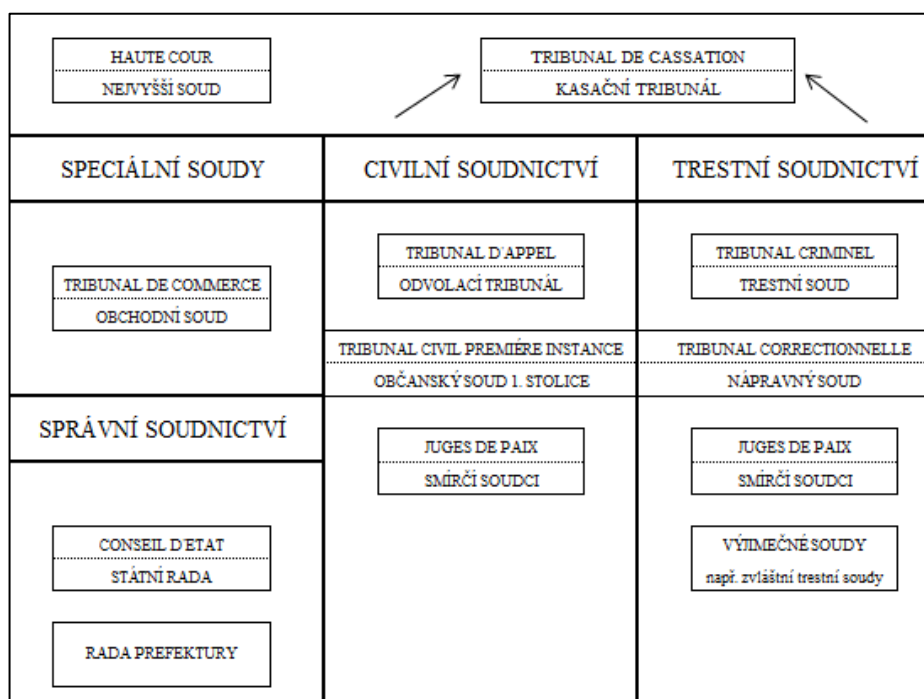 HAUTE COUR
NEJVYŠŠÍ SOUD
TRIBUNAL DE CASSATION
KASAČNÍ TRIBUNÁL
SPECIÁLNÍ SOUDY
CIVILNÍ SOUDNICTVÍ
TRESTNÍ SOUDNICTVÍ
TRIBUNAL DE COMMERCE
OBCHODNÍ SOUD
TRIBUNAL D'APPEL
ODVOLACÍ TRIBUNÁL
TRIBUNAL CRIMINEL
TRESTNÍ SOUD
TRIBUNAL CIVIL PREMIÉRE INSTANCE
OBČANSKÝ SOUD 1. STOLICE
TRIBUNAL CORRECTIONNELLE
NÁPRAVNÝ SOUD
SPRÁVNÍ SOUDNICTVÍ
JUGES DE PAIX
SMÍRČÍ SOUDCI
JUGES DE PAIX
SMÍRČÍ SOUDCI
CONSEIL D'ETAT
STÁTNÍ RADA
VÝJIMEČNÉ SOUDY
např. zvláštní trestní soudy
RADA PREFEKTURY